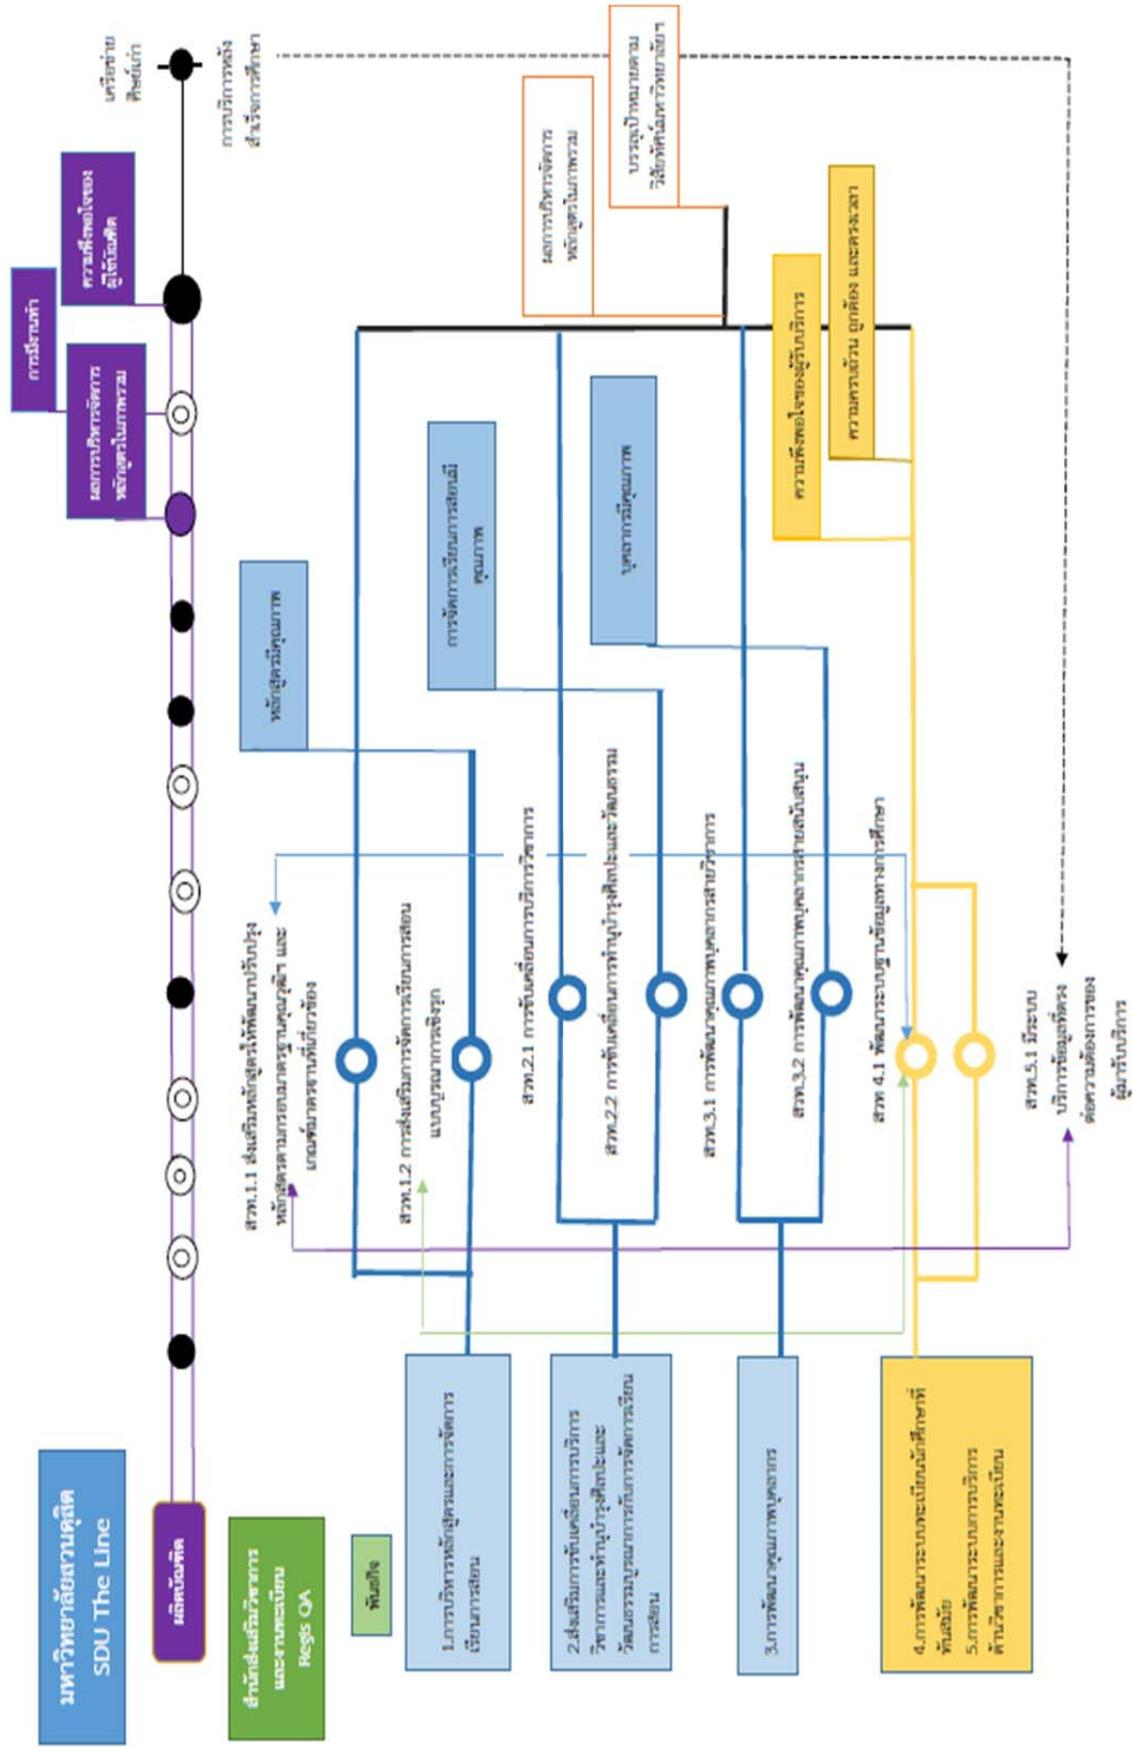 มหาวิทยาลัยสวนดุสิต
SDU The Line
ผลิตบัณฑิต
สำนักส่งเสริมวิชาการ
และงานทะเบียน
Regis QA
พันธกิจ
ผลการบริหารจัดการ
หลักสูตรในภาพรวม
การมีงานทำ
ความพึงพอใจของ
ผู้ใช้บัณฑิต
เครือข่าย
ศิษย์เก่า
การบริการหลัง
สำเร็จการศึกษา
1.การบริหารหลักสูตรและการจัดการ
เรียนการสอน
สวท.1.1 ส่งเสริมหลักสูตรให้พัฒนาปรับปรุง
หลักสูตรตามกรอบมาตรฐานคุณวุฒิฯ และ
เกณฑ์มาตรฐานที่เกี่ยวข้อง
สวท.1.2 การส่งเสริมการจัดการเรียนการสอน
แบบบูรณาการเชิงรุก
หลักสูตรมีคุณภาพ
2.ส่งเสริมการขับเคลื่อนการบริการ
วิชาการและทำนุบำรุงศิลปะและ
วัฒนธรรมบูรณาการกับการจัดการเรียน
การสอน
สวท.2.1 การขับเคลื่อนการบริการวิชาการ
สวท.2.2 การขับเคลื่อนการทำนุบำรุงศิลปะและวัฒนธรรม
การจัดการเรียนการสอนมี
คุณภาพ
3.การพัฒนาคุณภาพบุคลากร
สวท.3.1 การพัฒนาคุณภาพบุคลากรสายวิชาการ
สวท.3.2 การพัฒนาคุณภาพบุคลากรสายสนับสนุน
บุคลากรมีคุณภาพ
ผลการบริหารจัดการ
หลักสูตรในภาพรวม
บรรลุเป้าหมายตาม
วิสัยทัศน์มหาวิทยาลัยฯ
4.การพัฒนาระบบทะเบียนนักศึกษาที่
ทันสมัย
5.การพัฒนาระบบการบริการ
ด้านวิชาการและงานทะเบียน
สวท 4.1 พัฒนาระบบฐานข้อมูลทางการศึกษา
ความพึงพอใจของผู้รับบริการ
ความครบถ้วน ถูกต้อง และตรงเวลา
สวท.5.1 มีระบบ
บริการข้อมูลที่ตรง
ต่อความต้องการของ
ผู้มารับบริการ